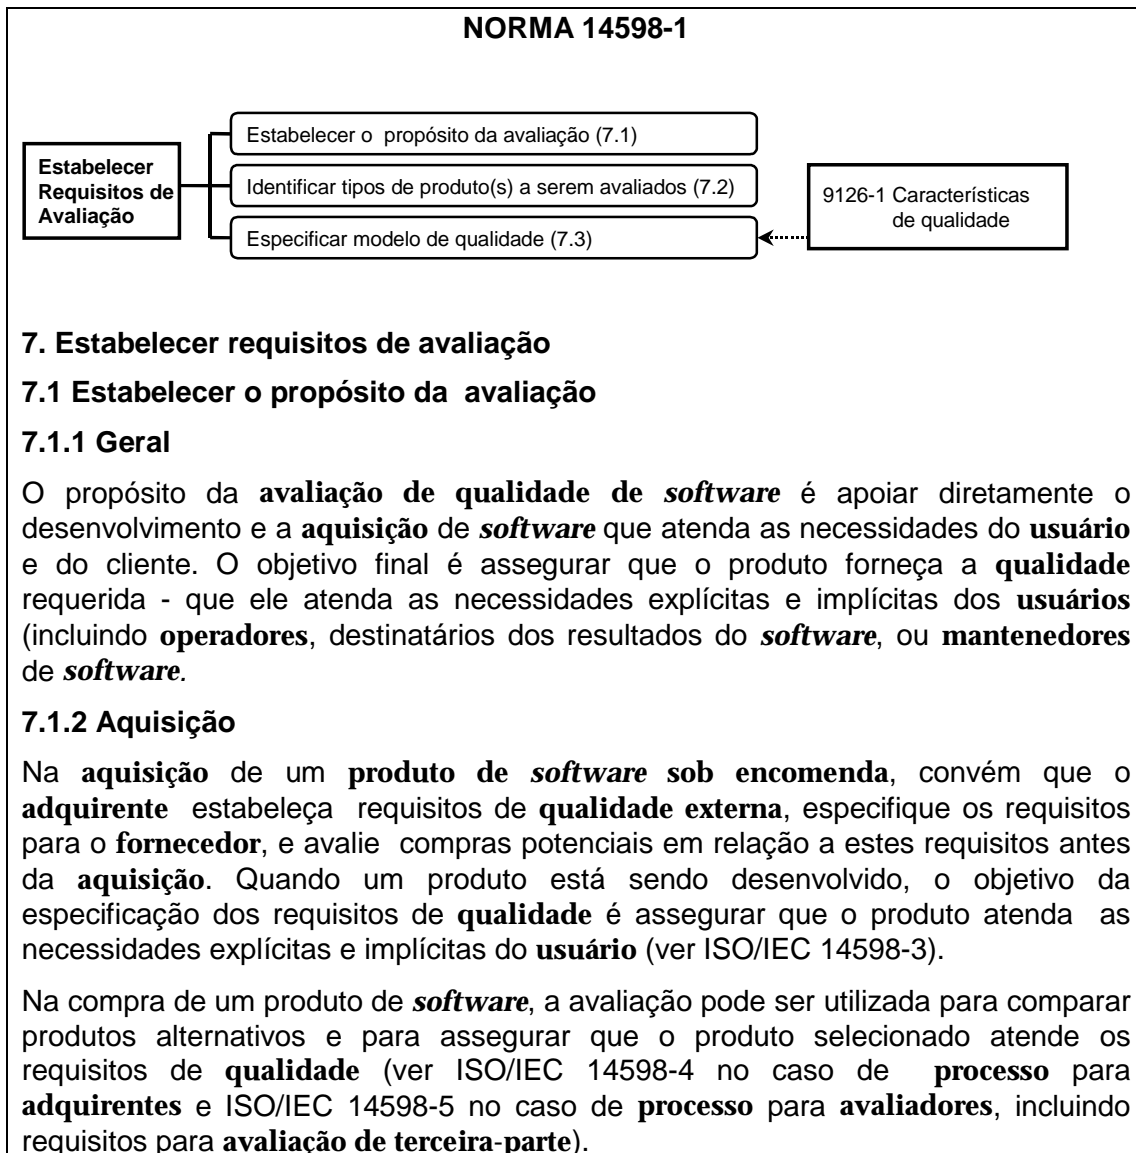 NORMA 14598-1
Estabelecer o propósito da avaliação (7.1)
Estabelecer
Requisitos de
Avaliação
Identificar tipos de produto(s) a serem avaliados (7.2)
Especificar modelo de qualidade (7.3)
9126-1 Características
de qualidade
7. Estabelecer requisitos de avaliação
7.1 Estabelecer o propósito da avaliação
7.1.1 Geral
O propósito da avaliação de qualidade de software é apoiar diretamente o
desenvolvimento e a aquisição de software que atenda as necessidades do usuário
e do cliente. O objetivo final é assegurar que o produto forneça a qualidade
requerida - que ele atenda as necessidades explícitas e implícitas dos usuários
(incluindo operadores, destinatários dos resultados do software, ou mantenedores
de software.
7.1.2 Aquisição
Na aquisição de um produto de software sob encomenda, convém que o
adquirente estabeleça requisitos de qualidade externa, especifique os requisitos
para o fornecedor, e avalie compras potenciais em relação a estes requisitos antes
da aquisição. Quando um produto está sendo desenvolvido, o objetivo da
especificação dos requisitos de qualidade é assegurar que o produto atenda as
necessidades explícitas e implícitas do usuário (ver ISO/IEC 14598-3).
Na compra de um produto de software, a avaliação pode ser utilizada para comparar
produtos alternativos e para assegurar que o produto selecionado atende os
requisitos de qualidade (ver ISO/IEC 14598-4 no caso de processo para
adquirentes e ISO/IEC 14598-5 no caso de processo para avaliadores, incluindo
requisitos para avaliação de terceira-parte).